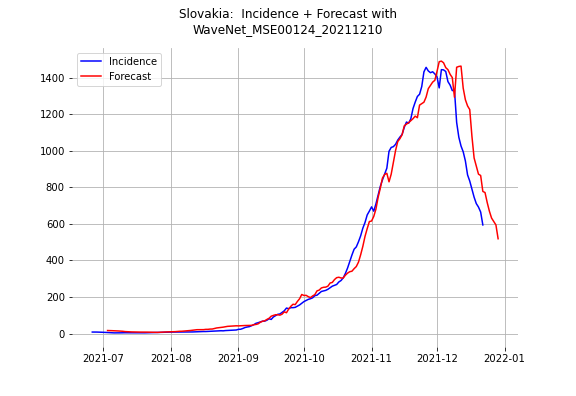 Slovakia:  Incidence + Forecast with
WaveNet_MSE00124_20211210
Incidence
Forecast
1400
1200
1000
800
600
400
200
0
2021-07 2021-08 2021-09 2021-10 2021-11 2021-12 2022-01